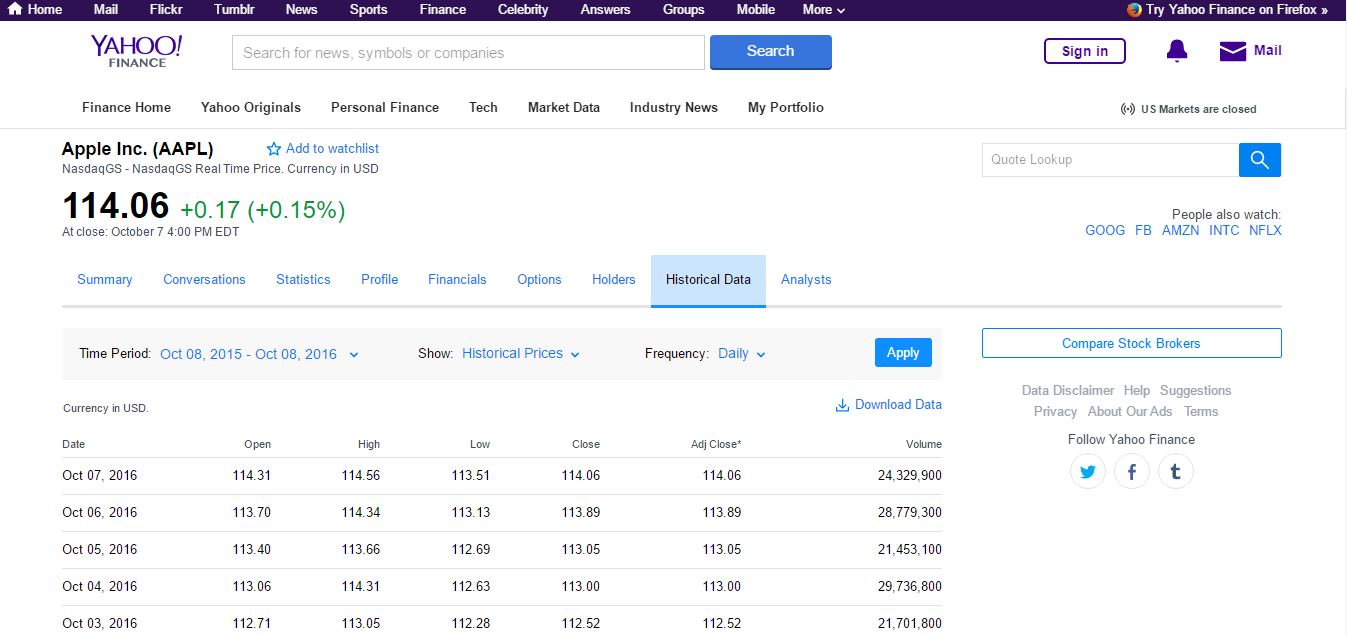 Home Mail Flickr Tumblr News Sports Finance Celebrity Answers Groups Mobile More Try Yahoo Finance on Firefox »
YAHOO!
FINANCE
Search for news, symbols or companies
Search
Sign in
Mail
Finance Home Yahoo Originals Personal Finance Tech Market Data Industry News My Portfolio
US Markets are closed
Apple Inc. (AAPL)
Add to watchlist
NasdaqGS - NasdaqGS Real Time Price. Currency in USD
Quote Lookup
114.06 +0.17 (+0.15%)
At close: October 7 4:00 PM EDT
People also watch:
GOOG FB AMZN INTC NFLX
Summary Conversations Statistics Profile Financials Options Holders Historical Data Analysts
Time Period: Oct 08, 2015 - Oct 08, 2016 Show: Historical Prices Frequency: Daily Apply
Currency in USD.
Download Data
Date Open High Low Close Adj Close* Volume
Oct 07, 2016 114.31 114.56 113.51 114.06 114.06 24,329,900
Oct 06, 2016 113.70 114.34 113.13 113.89 113.89 28,779,300
Oct 05, 2016 113.40 113.66 112.69 113.05 113.05 21,453,100
Oct 04, 2016 113.06 114.31 112.63 113.00 113.00 29,736,800
Oct 03, 2016 112.71 113.05 112.28 112.52 112.52 21,701,800
Compare Stock Brokers
Data Disclaimer Help Suggestions
Privacy About Our Ads Terms
Follow Yahoo Finance
f
t